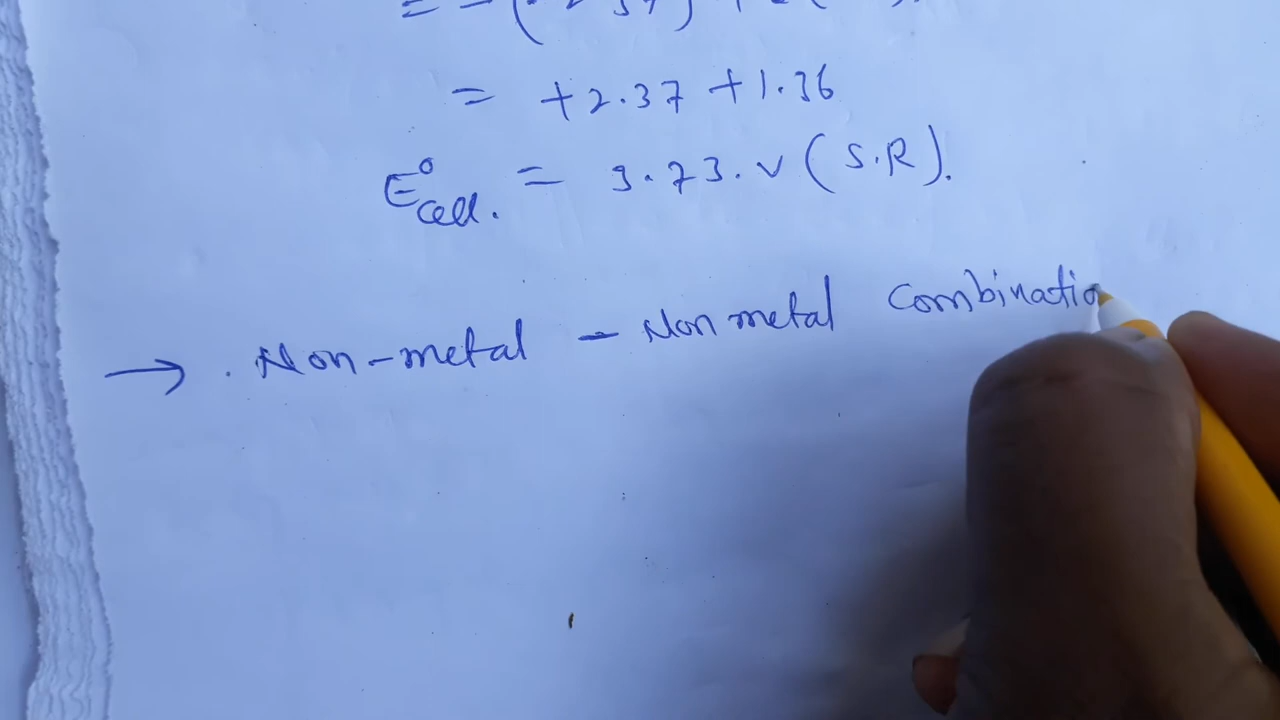 = +2.37 +1.36
E°cell. = 3.73.v (S.R).
→ . Non-metal - Non metal Combinatio